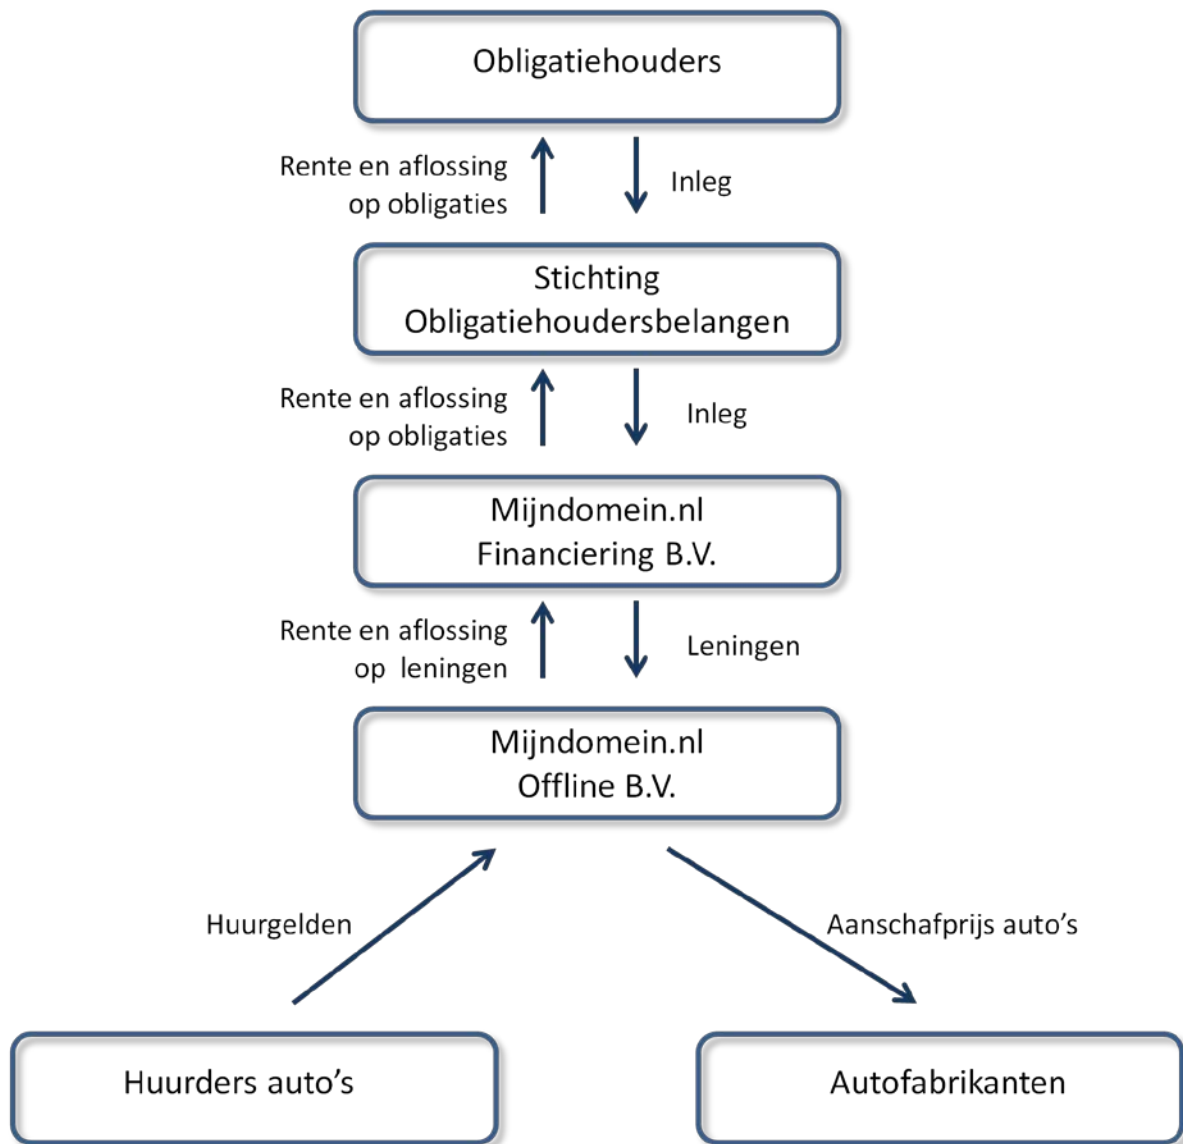 Obligatiehouders
Rente en aflossing
op obligaties
Inleg
Stichting
Obligatiehoudersbelangen
Rente en aflossing
op obligaties
Inleg
Mijndomein.nl
Financiering B.V.
Rente en aflossing
op leningen
Leningen
Mijndomein.nl
Offline B.V.
Huurgelden
Aanschafprijs auto’s
Huurders auto’s
Autofabrikanten